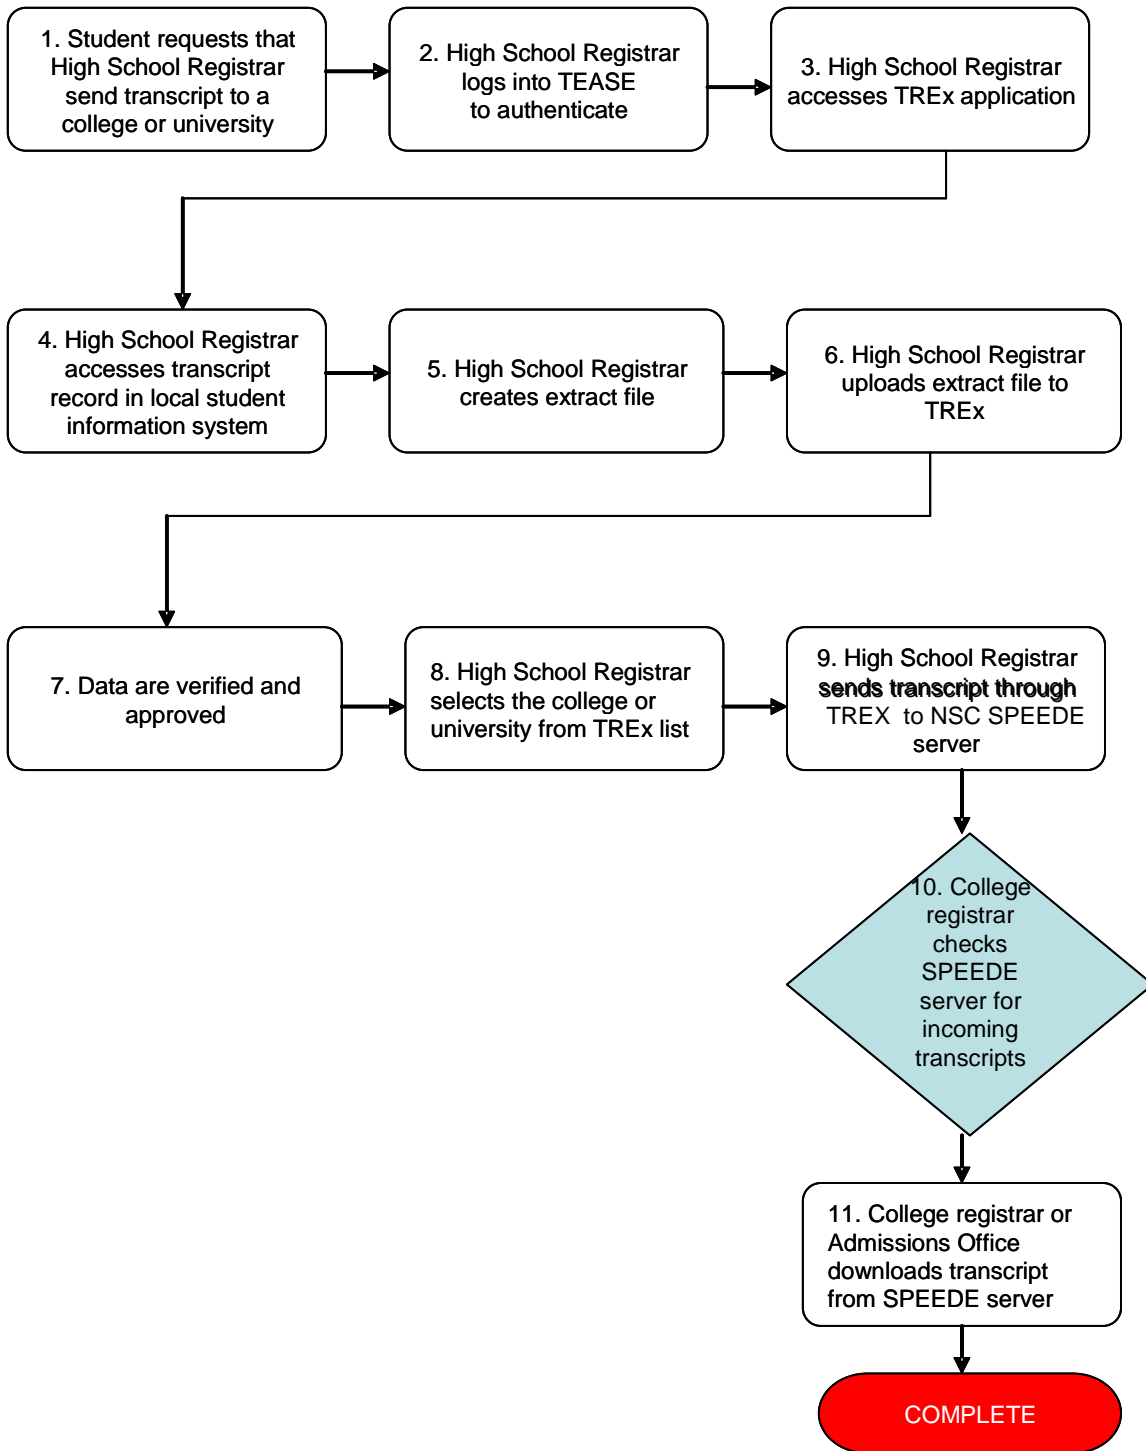 1. Student requests that
High School Registrar
send transcript to a
college or university
2. High School Registrar
logs into TEASE
to authenticate
3. High School Registrar
accesses TREx application
4. High School Registrar
accesses transcript
record in local student
information system
5. High School Registrar
creates extract file
6. High School Registrar
uploads extract file to
TREx
7. Data are verified and
approved
8. High School Registrar
selects the college or
university from TREx list
9. High School Registrar
sends transcript through
TREX to NSC SPEEDE
server
10. College
registrar
checks
SPEEDE
server for
incoming
transcripts
11. College registrar or
Admissions Office
downloads transcript
from SPEEDE server
COMPLETE